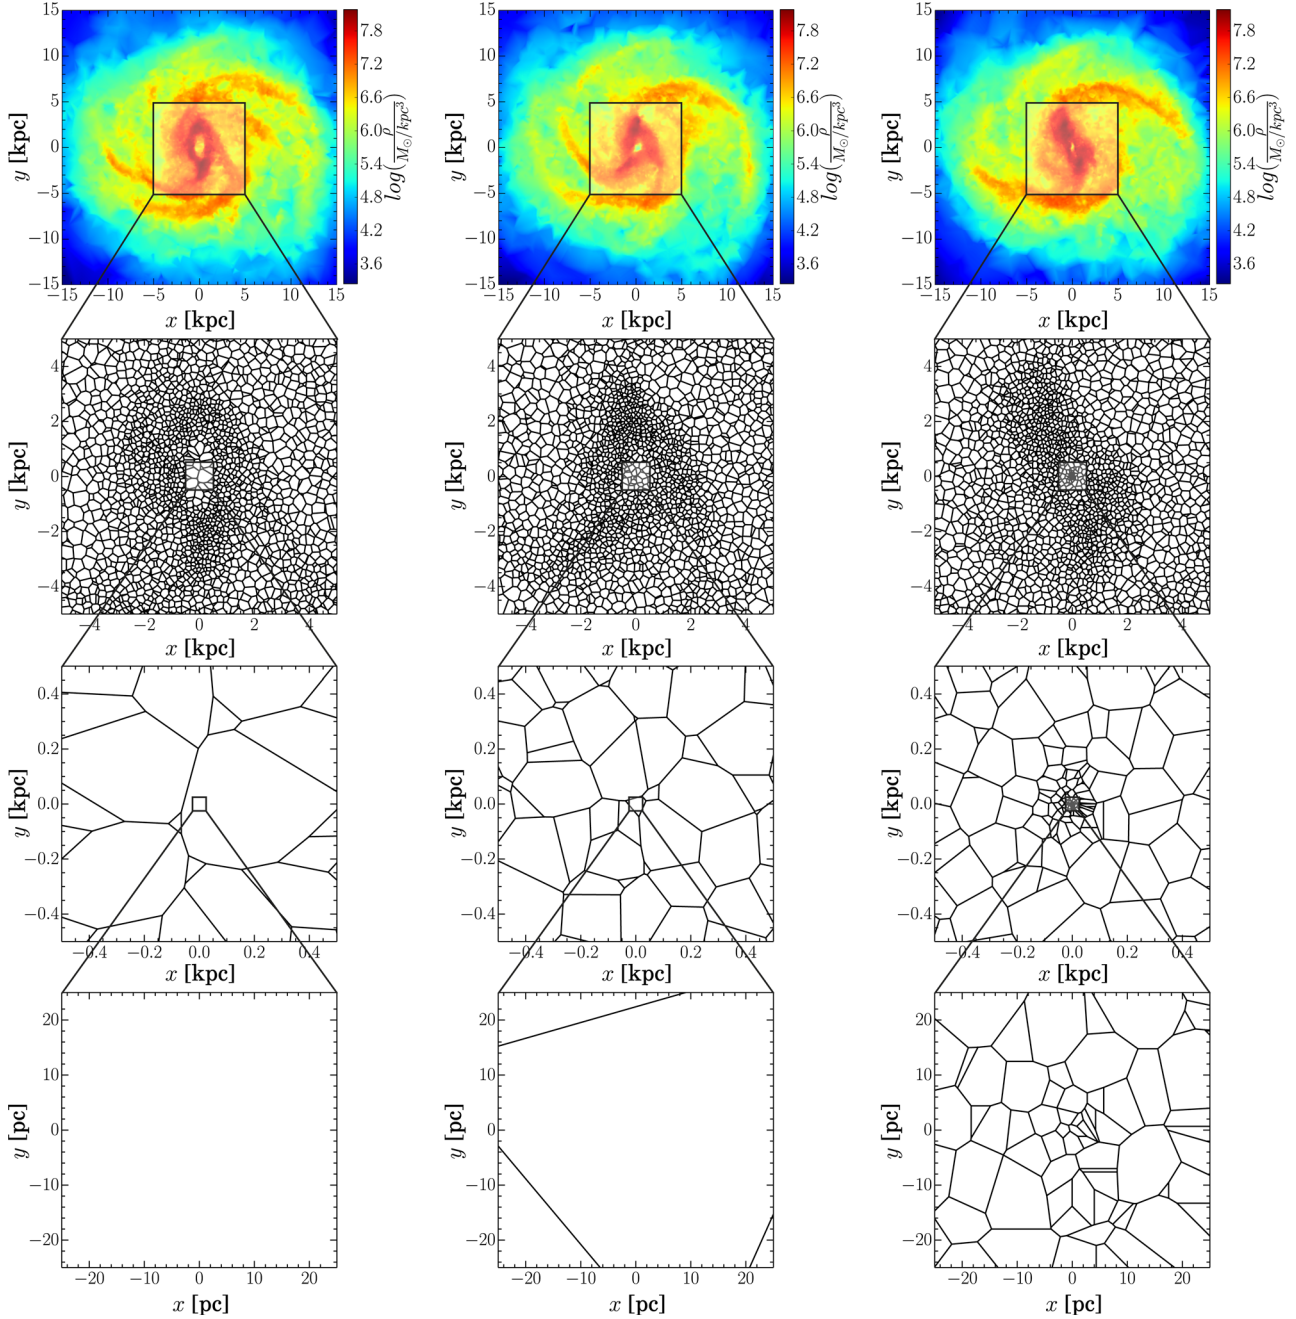 15 15 15
10 10 10
5 5 5
0 0 0
−5 −5 −5
−10 −10 −10
−15 −15 −15
y [kpc] y [kpc] y [kpc]
7.8 7.8 7.8
7.2 7.2 7.2
6.6 6.6 6.6
6.0 6.0 6.0
5.4 5.4 5.4
4.8 4.8 4.8
4.2 4.2 4.2
3.6 3.6 3.6
log(ρ / M⊙/kpc³) log(ρ / M⊙/kpc³) log(ρ / M⊙/kpc³)
−15 −10 −5 0 5 10 15 −15 −10 −5 0 5 10 15 −15 −10 −5 0 5 10 15
x [kpc] x [kpc] x [kpc]
4 4 4
2 2 2
0 0 0
−2 −2 −2
−4 −4 −4
y [kpc] y [kpc] y [kpc]
−4 −2 0 2 4 −4 −2 0 2 4 −4 −2 0 2 4
x [kpc] x [kpc] x [kpc]
0.4 0.4 0.4
0.2 0.2 0.2
0.0 0.0 0.0
−0.2 −0.2 −0.2
−0.4 −0.4 −0.4
y [kpc] y [kpc] y [kpc]
−0.4 −0.2 0.0 0.2 0.4 −0.4 −0.2 0.0 0.2 0.4 −0.4 −0.2 0.0 0.2 0.4
x [kpc] x [kpc] x [kpc]
20 20 20
10 10 10
0 0 0
−10 −10 −10
−20 −20 −20
y [pc] y [pc] y [pc]
−20 −10 0 10 20 −20 −10 0 10 20 −20 −10 0 10 20
x [pc] x [pc] x [pc]